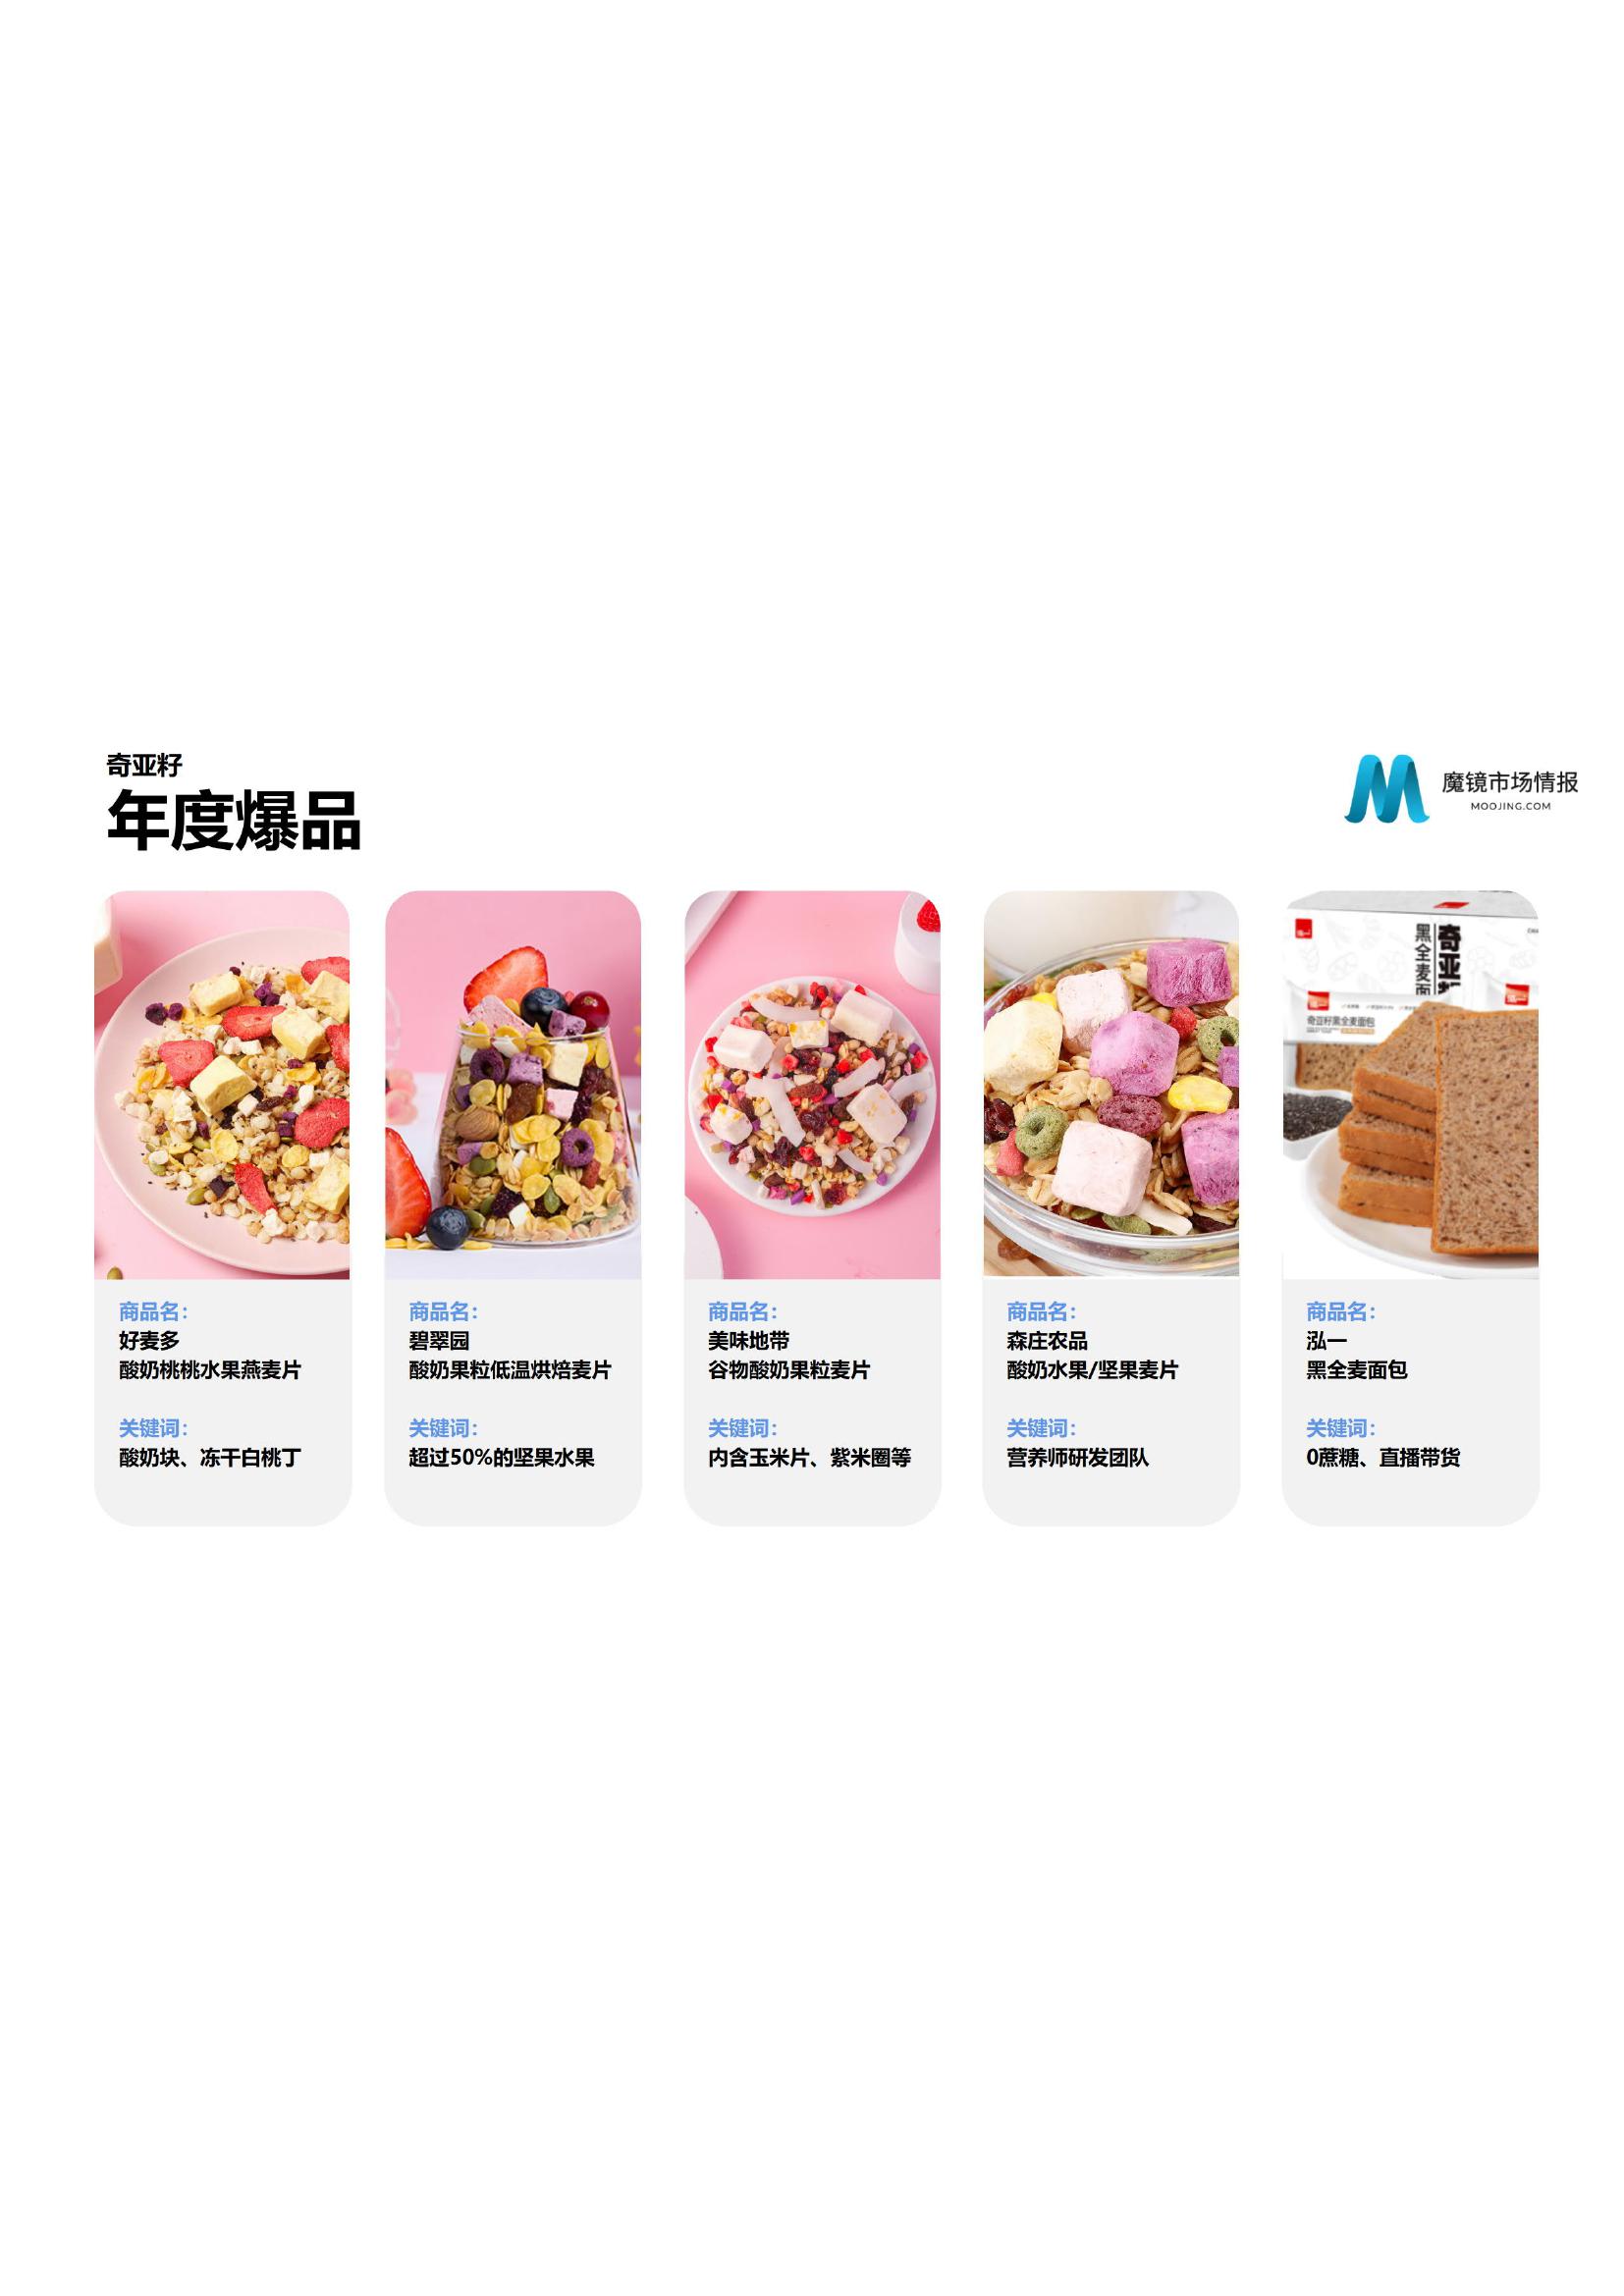 奇亚籽
年度爆品
魔镜市场情报
MOOJING.COM
商品名：
好麦多
酸奶桃桃水果燕麦片
关键词：
酸奶块、冻干白桃丁
商品名：
碧翠园
酸奶果粒低温烘焙麦片
关键词：
超过50%的坚果水果
商品名：
美味地带
谷物酸奶果粒麦片
关键词：
内含玉米片、紫米圈等
商品名：
森庄农品
酸奶水果/坚果麦片
关键词：
营养师研发团队
奇亚
黑全麦面
奇亚籽黑全麦面包
商品名：
泓一
黑全麦面包
关键词：
0蔗糖、直播带货